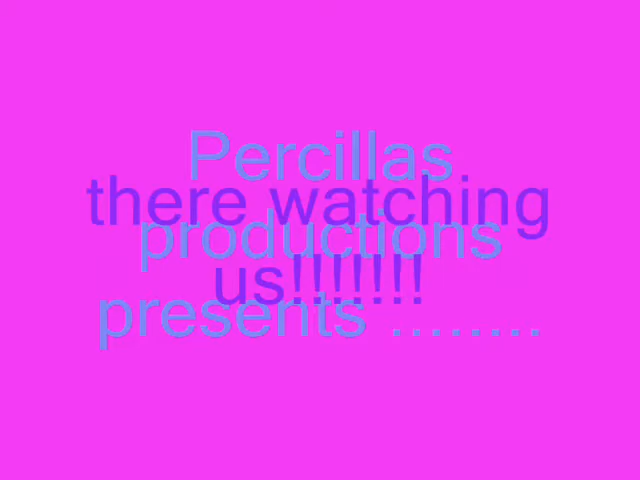 Percillas
productions
presents ........
there watching
us!!!!!!!